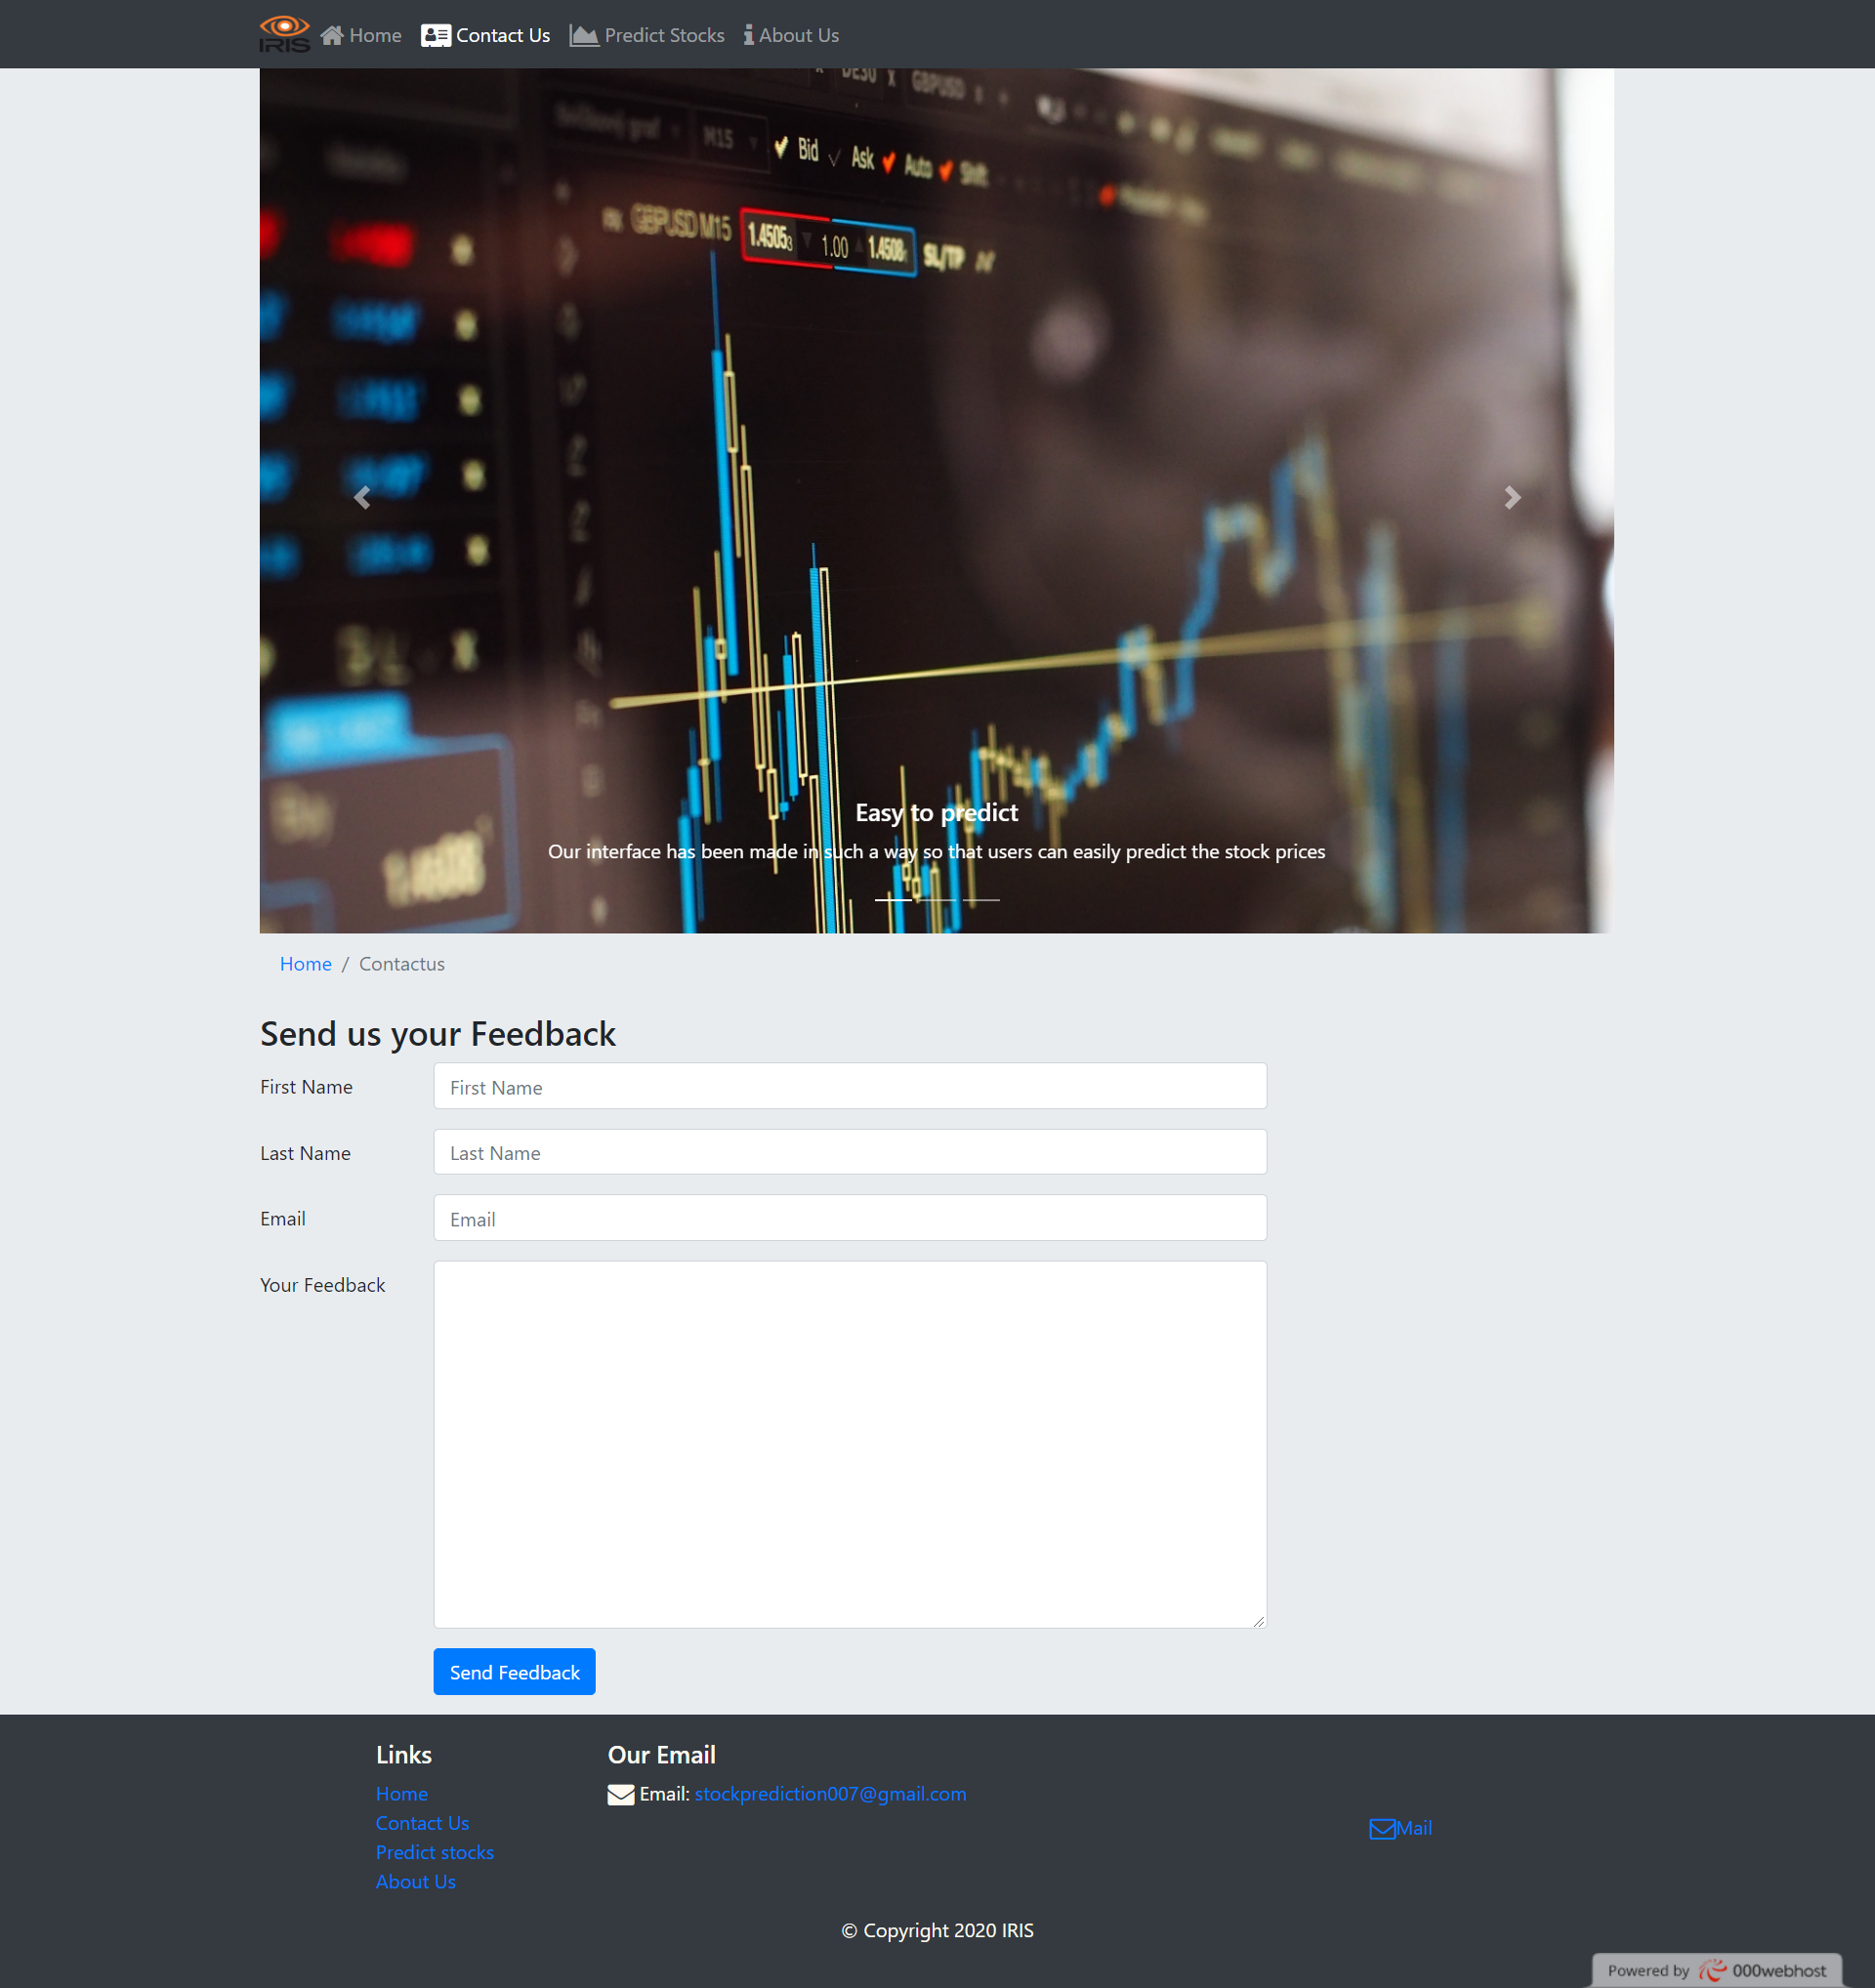 IRIS Home Contact Us Predict Stocks About Us
DE30 x GBPUSD
M15 Bid Ask Auto Shift
GBPUSD M15 1.4505 1.00 1.4508 SL/TP
Easy to predict
Our interface has been made in such a way so that users can easily predict the stock prices
Home / Contactus
Send us your Feedback
First Name First Name
Last Name Last Name
Email Email
Your Feedback
Send Feedback
Links
Home
Contact Us
Predict stocks
About Us
Our Email
Email: stockprediction007@gmail.com
Mail
© Copyright 2020 IRIS
Powered by 000webhost